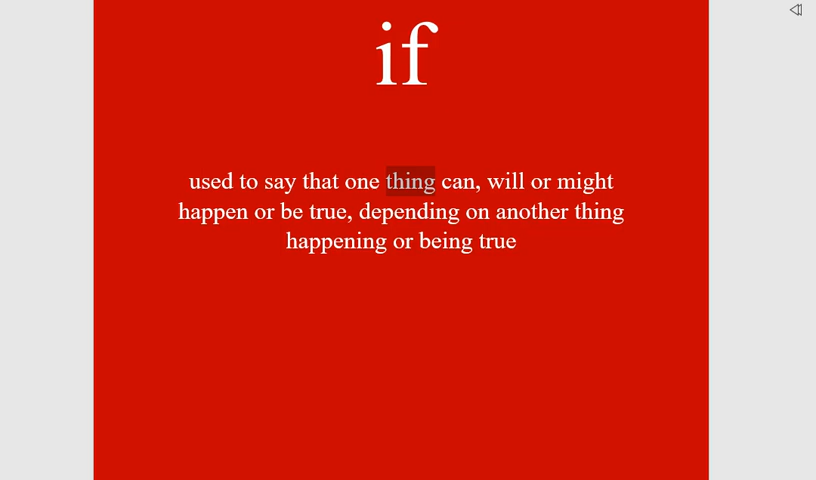 if
used to say that one thing can, will or might
happen or be true, depending on another thing
happening or being true